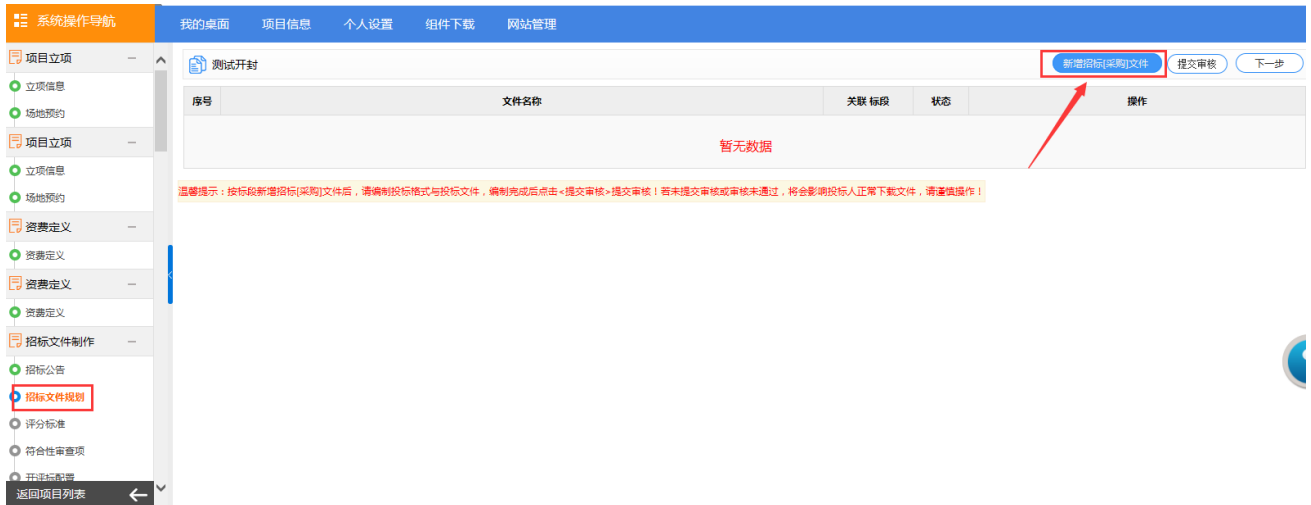 系统操作导航
我的桌面 项目信息 个人设置 组件下载 网站管理
项目立项
立项信息
场地预约
项目立项
立项信息
场地预约
资费定义
资费定义
资费定义
资费定义
招标文件制作
招标公告
招标文件规划
评分标准
符合性审查项
开评标配置
返回项目列表
测试开封
新增招标[采购]文件 提交审核 下一步
序号 文件名称 关联 标段 状态 操作
暂无数据
温馨提示：按标段新增招标[采购]文件后，请编制投标格式与投标文件，编制完成后点击<提交审核>提交审核！若未提交审核或审核未通过，将会影响投标人正常下载文件，请谨慎操作！